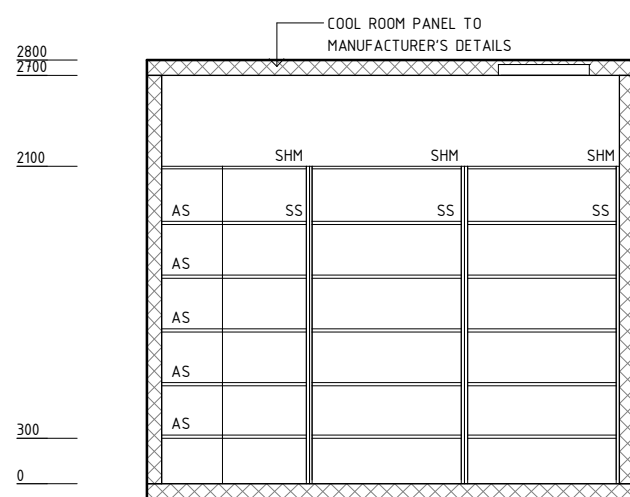 COOL ROOM PANEL TO
MANUFACTURER'S DETAILS
2800
2700
2100
SHM SHM SHM
AS SS SS SS
AS
AS
AS
AS
300
0